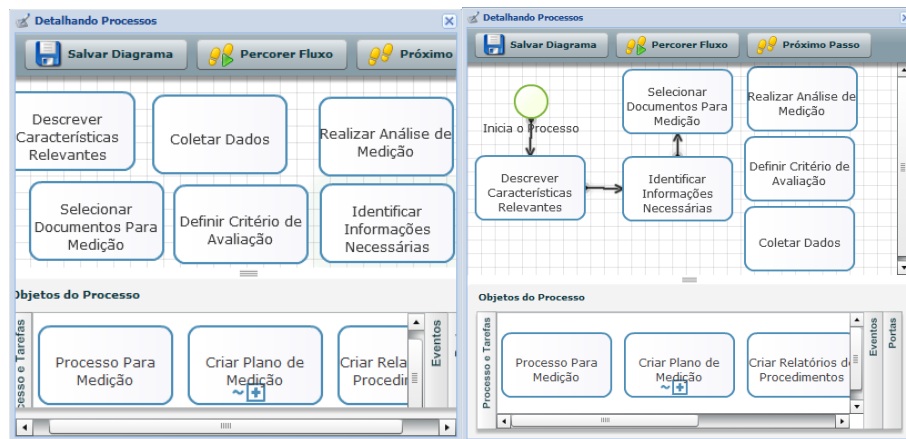 Detalhando Processos
Salvar Diagrama
Percorer Fluxo
Próximo
Descrever
Características
Relevantes
Coletar Dados
Realizar Análise de
Medição
Selecionar
Documentos Para
Medição
Definir Critério de
Avaliação
Identificar
Informações
Necessárias
Objetos do Processo
Tarefas
Processo Para
Medição
Criar Plano de
Medição
Criar
Eventos
Detalhando Processos
Salvar Diagrama
Percorer Fluxo
Próximo Passo
Inicia o Processo
Selecionar
Documentos Para
Medição
Realizar Análise de
Medição
Descrever
Características
Relevantes
Identificar
Informações
Necessárias
Definir Critério de
Avaliação
Coletar Dados
Objetos do Processo
Processo e Tarefas
Processo Para
Medição
Criar Plano de
Medição
Criar Relatórios
Procedimentos
Eventos
Portas